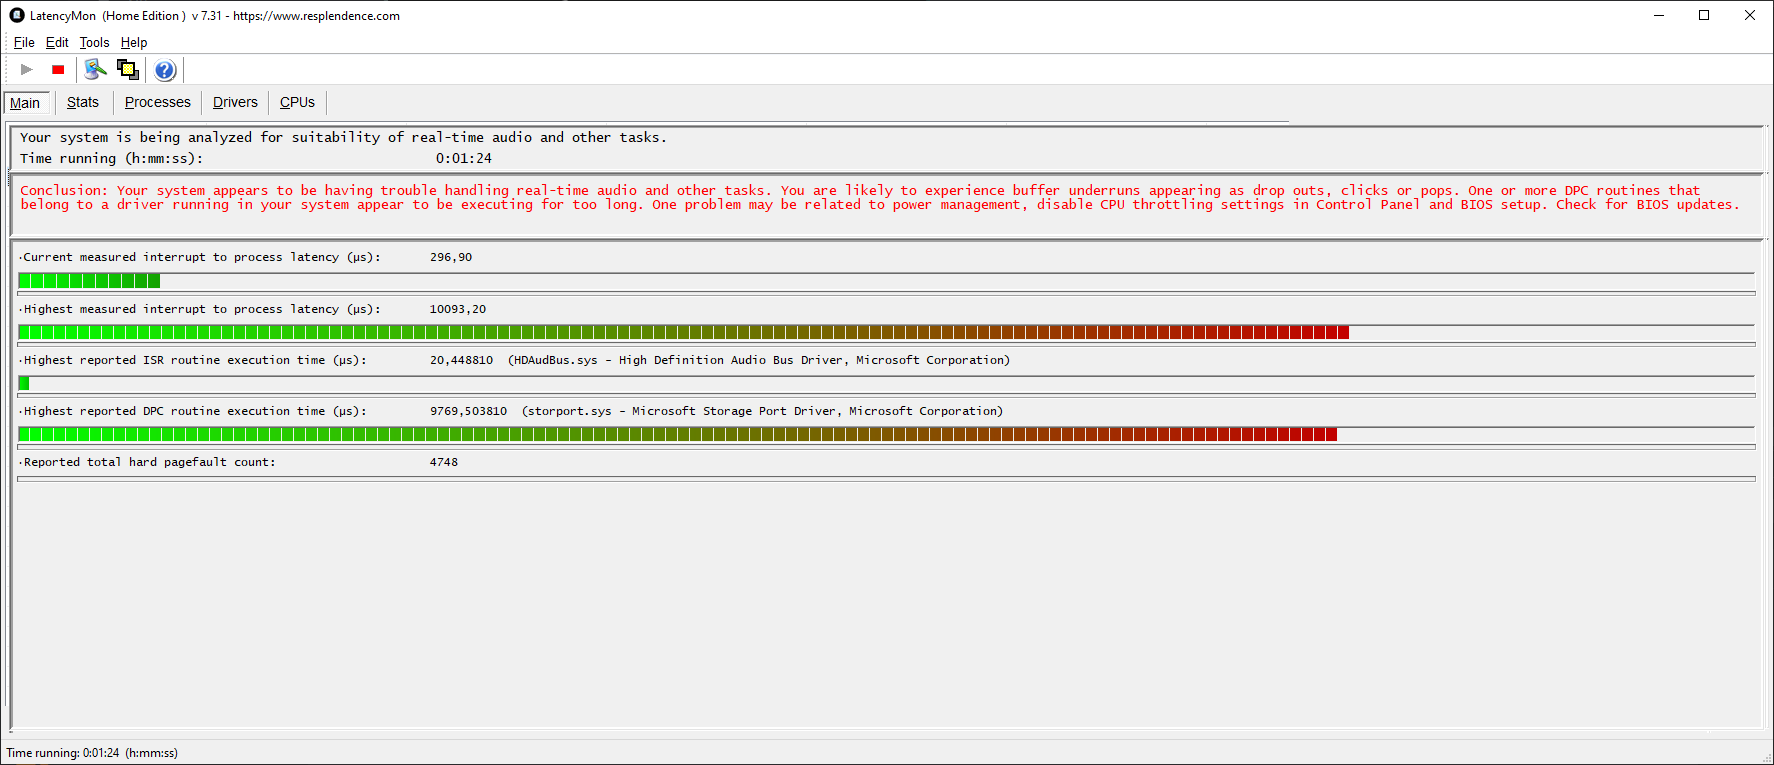 LatencyMon (Home Edition ) v 7.31 - https://www.resplendence.com
File Edit Tools Help
Main Stats Processes Drivers CPUs
Your system is being analyzed for suitability of real-time audio and other tasks.
Time running (h:mm:ss): 0:01:24
Conclusion: Your system appears to be having trouble handling real-time audio and other tasks. You are likely to experience buffer underruns appearing as drop outs, clicks or pops. One or more DPC routines that
belong to a driver running in your system appear to be executing for too long. One problem may be related to power management, disable CPU throttling settings in Control Panel and BIOS setup. Check for BIOS updates.
·Current measured interrupt to process latency (µs): 296,90
·Highest measured interrupt to process latency (µs): 10093,20
·Highest reported ISR routine execution time (µs): 20,448810 (HDAudBus.sys - High Definition Audio Bus Driver, Microsoft Corporation)
·Highest reported DPC routine execution time (µs): 9769,503810 (storport.sys - Microsoft Storage Port Driver, Microsoft Corporation)
·Reported total hard pagefault count: 4748
Time running: 0:01:24 (h:mm:ss)